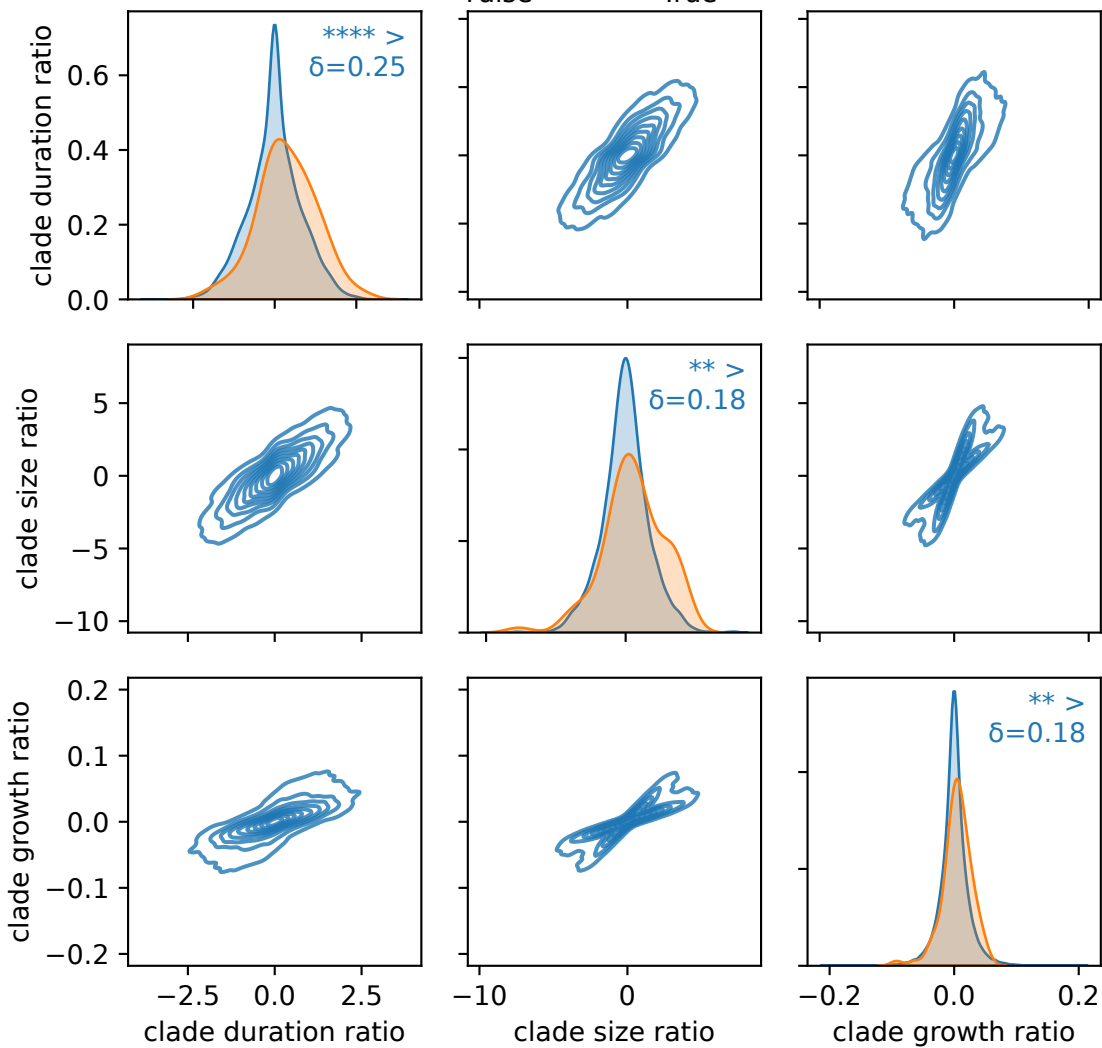 clade duration ratio
0.6
0.4
0.2
0.0
**** >
δ=0.25
clade size ratio
5
0
−5
−10
** >
δ=0.18
clade growth ratio
0.2
0.1
0.0
−0.1
−0.2
** >
δ=0.18
−2.5 0.0 2.5
−10 0
−0.2 0.0 0.2
clade duration ratio
clade size ratio
clade growth ratio